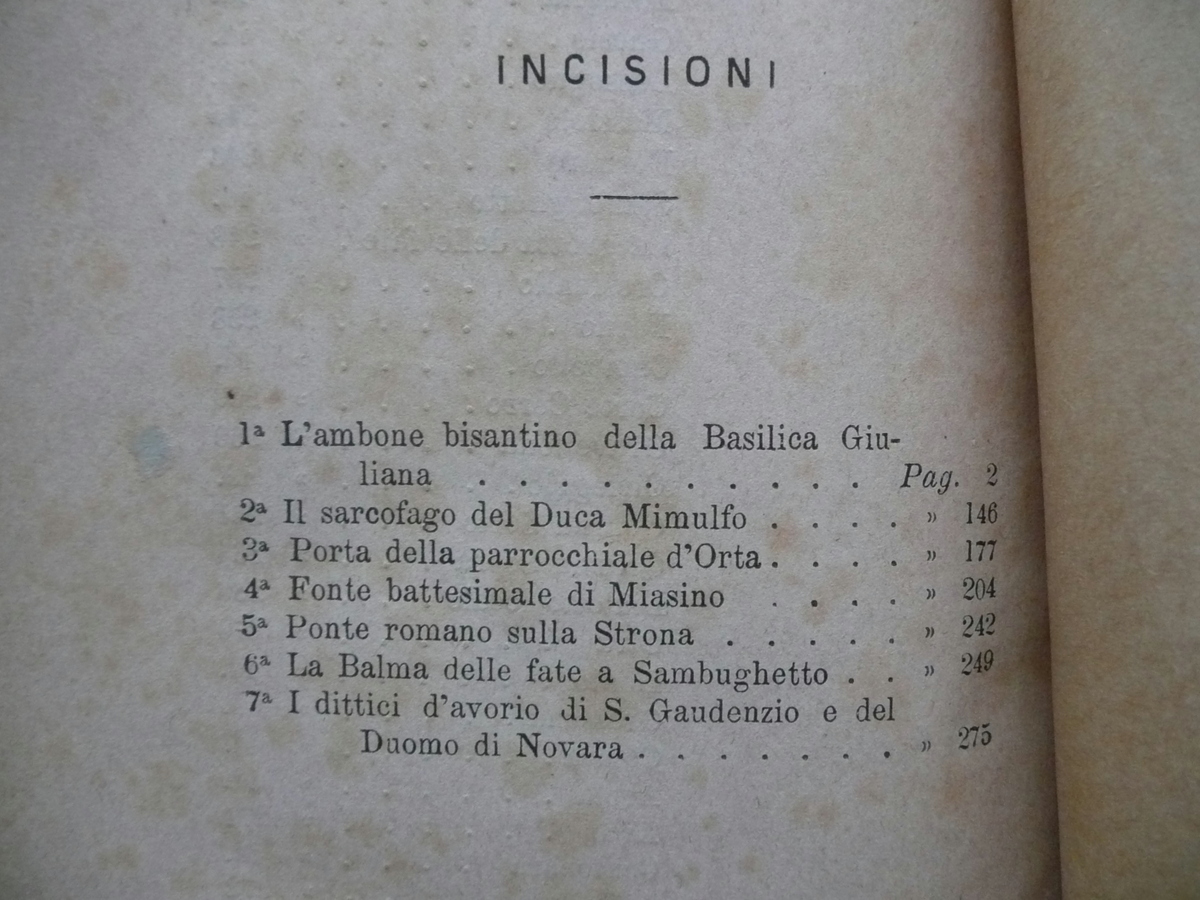 INCISIONI
1ª L'ambone bisantino della Basilica Giu-
liana . . . . . . . . . . Pag. 2
2ª Il sarcofago del Duca Mimulfo . . . . » 146
3ª Porta della parrocchiale d'Orta . . . . » 177
4ª Fonte battesimale di Miasino . . . . » 204
5ª Ponte romano sulla Strona . . . . . » 242
6ª La Balma delle fate a Sambughetto . . » 249
7ª I dittici d'avorio di S. Gaudenzio e del
Duomo di Novara . . . . . . . » 275